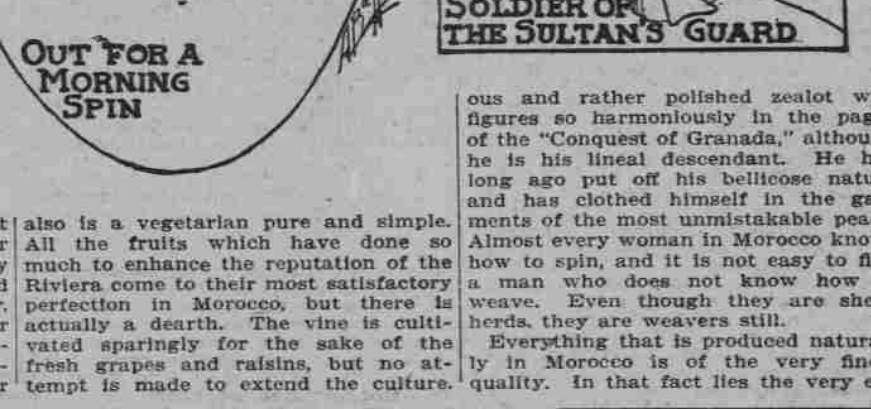 OUT FOR A
MORNING
SPIN
SOLDIER OF
THE SULTAN'S GUARD
also is a vegetarian pure and simple.
All the fruits which have done so
much to enhance the reputation of the
Riviera come to their most satisfactory
perfection in Morocco, but there is
actually a dearth. The vine is culti-
vated sparingly for the sake of the
fresh grapes and raisins, but no at-
tempt is made to extend the culture.
ous and rather polished zealot
figures so harmoniously in the
of the "Conquest of Granada,"
he is his lineal descendant. He
long ago put off his bellicose
and has clothed himself in the
ments of the most unmistakable
Almost every woman in Morocco
how to spin, and it is not easy to
a man who does not know how
weave. Even though they are
herds, they are weavers still.
Everything that is produced
ly in Morocco is of the very
quality. In that fact lies the very